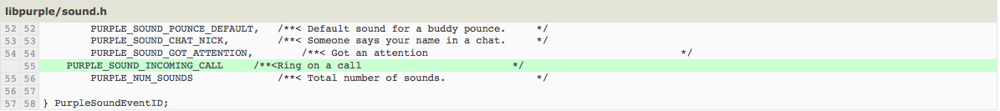 libpurple/sound.h
52 52 PURPLE_SOUND_POUNCE_DEFAULT, /**< Default sound for a buddy pounce. */
53 53 PURPLE_SOUND_CHAT_NICK, /**< Someone says your name in a chat. */
54 54 PURPLE_SOUND_GOT_ATTENTION, /**< Got an attention */
55 PURPLE_SOUND_INCOMING_CALL /**<Ring on a call */
55 56 PURPLE_NUM_SOUNDS /**< Total number of sounds. */
56 57
57 58 } PurpleSoundEventID;